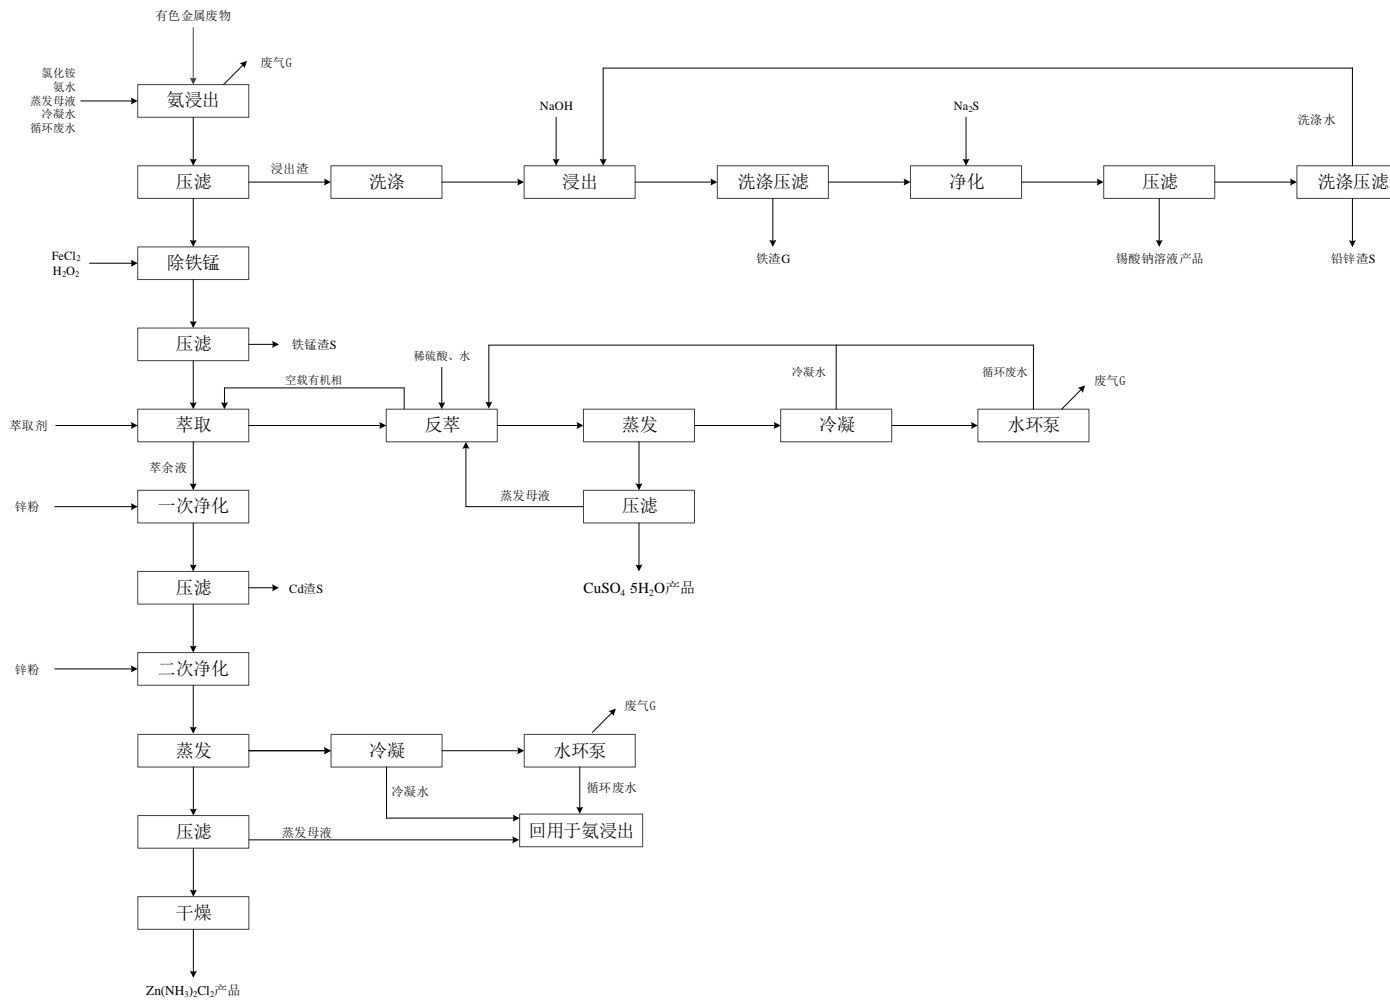 有色金属废物
废气G
氯化铵
氨水
蒸发母液
冷凝水
循环废水
氨浸出
NaOH
Na₂S
洗涤水
压滤
浸出渣
洗涤
浸出
洗涤压滤
净化
压滤
洗涤压滤
FeCl₂
H₂O₂
除铁锰
铁渣G
锡酸钠溶液产品
铅锌渣S
压滤
铁锰渣S
稀硫酸、水
空载有机相
冷凝水
循环废水
废气G
萃取剂
萃取
反萃
蒸发
冷凝
水环泵
萃余液
锌粉
一次净化
蒸发母液
压滤
压滤
Cd渣S
CuSO₄ 5H₂O产品
锌粉
二次净化
废气G
蒸发
冷凝
水环泵
冷凝水
循环废水
压滤
蒸发母液
回用于氨浸出
干燥
Zn(NH₃)₂Cl₂产品